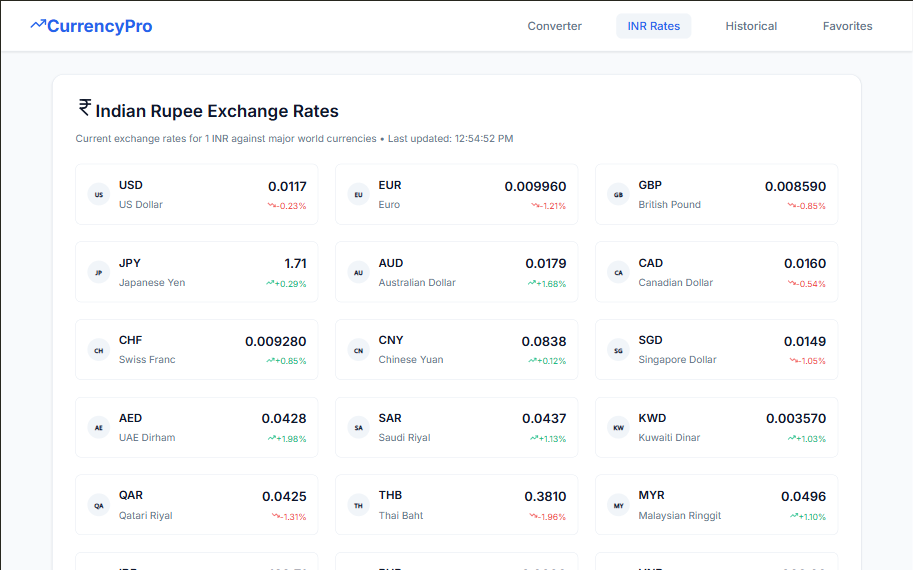 CurrencyPro
Converter
INR Rates
Historical
Favorites
₹ Indian Rupee Exchange Rates
Current exchange rates for 1 INR against major world currencies • Last updated: 12:54:52 PM
US
USD
US Dollar
0.0117
-0.23%
EU
EUR
Euro
0.009960
-1.21%
GB
GBP
British Pound
0.008590
-0.85%
JP
JPY
Japanese Yen
1.71
+0.29%
AU
AUD
Australian Dollar
0.0179
+1.68%
CA
CAD
Canadian Dollar
0.0160
-0.54%
CH
CHF
Swiss Franc
0.009280
+0.85%
CN
CNY
Chinese Yuan
0.0838
+0.12%
SG
SGD
Singapore Dollar
0.0149
-1.05%
AE
AED
UAE Dirham
0.0428
+1.98%
SA
SAR
Saudi Riyal
0.0437
+1.13%
KW
KWD
Kuwaiti Dinar
0.003570
+1.03%
QA
QAR
Qatari Riyal
0.0425
-1.31%
TH
THB
Thai Baht
0.3810
-1.96%
MY
MYR
Malaysian Ringgit
0.0496
+1.10%